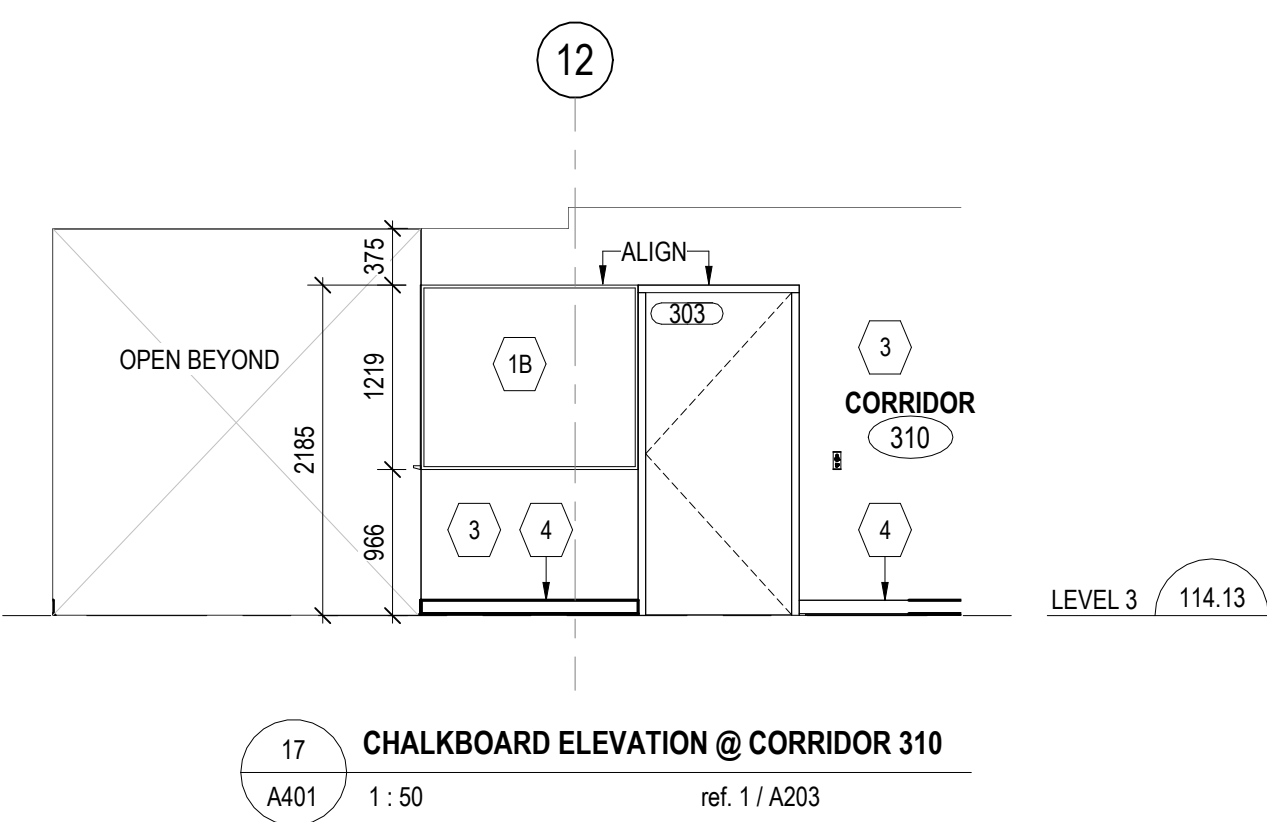 12
375
ALIGN
303
OPEN BEYOND
1B
1219
3
CORRIDOR
310
2185
966
3
4
4
LEVEL 3
114.13
17
CHALKBOARD ELEVATION @ CORRIDOR 310
A401
1 : 50
ref. 1 / A203